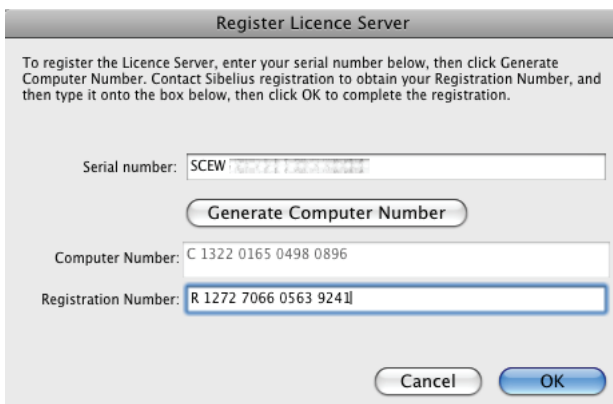 Register Licence Server
To register the Licence Server, enter your serial number below, then click Generate
Computer Number. Contact Sibelius registration to obtain your Registration Number, and
then type it onto the box below, then click OK to complete the registration.
Serial number: SCEW
Generate Computer Number
Computer Number: C 1322 0165 0498 0896
Registration Number: R 1272 7066 0563 9241
Cancel OK